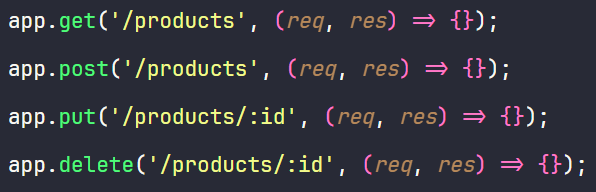 app.get('/products', (req, res) => {});
app.post('/products', (req, res) => {});
app.put('/products/:id', (req, res) => {});
app.delete('/products/:id', (req, res) => {});